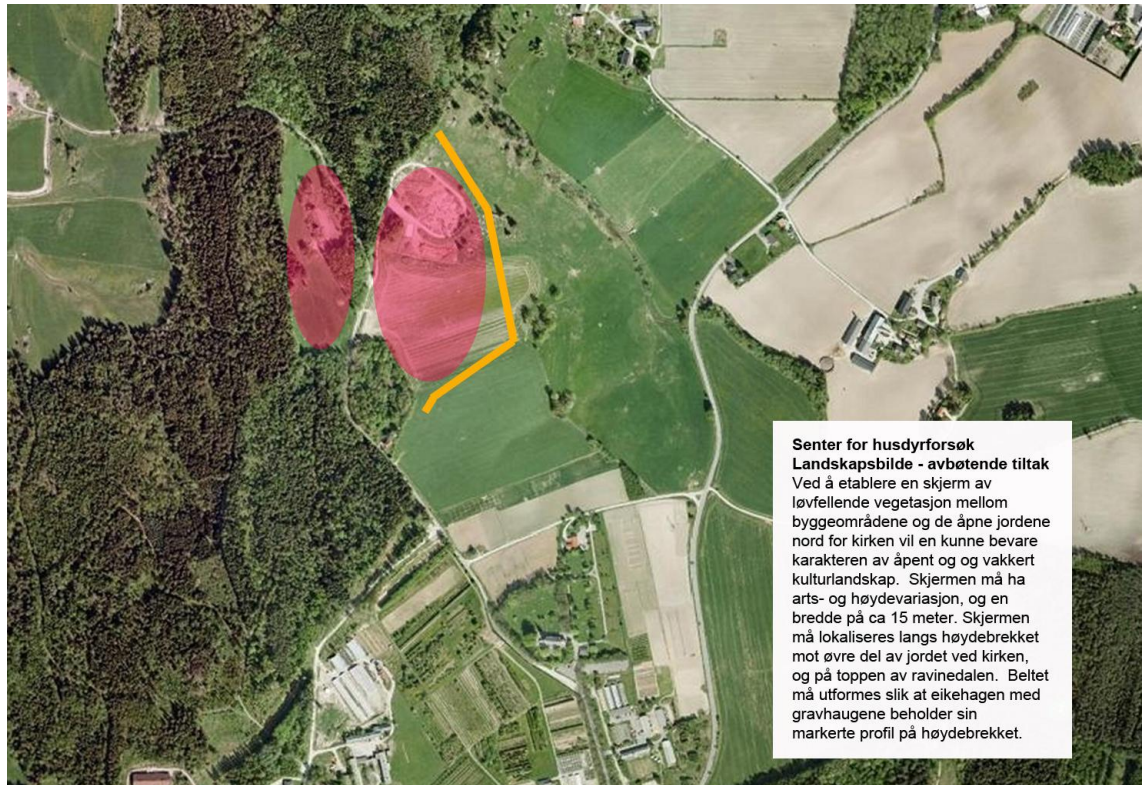 Senter for husdyrforsøk
Landskapsbilde - avbøtende tiltak
Ved å etablere en skjerm av
løvfellende vegetasjon mellom
byggeområdene og de åpne jordene
nord for kirken vil en kunne bevare
karakteren av åpent og og vakkert
kulturlandskap.  Skjermen må ha
arts- og høydevariasjon, og en
bredde på ca 15 meter. Skjermen
må lokaliseres langs høydebrekket
mot øvre del av jordet ved kirken,
og på toppen av ravinedalen.  Beltet
må utformes slik at eikehagen med
gravhaugene beholder sin
markerte profil på høydebrekket.